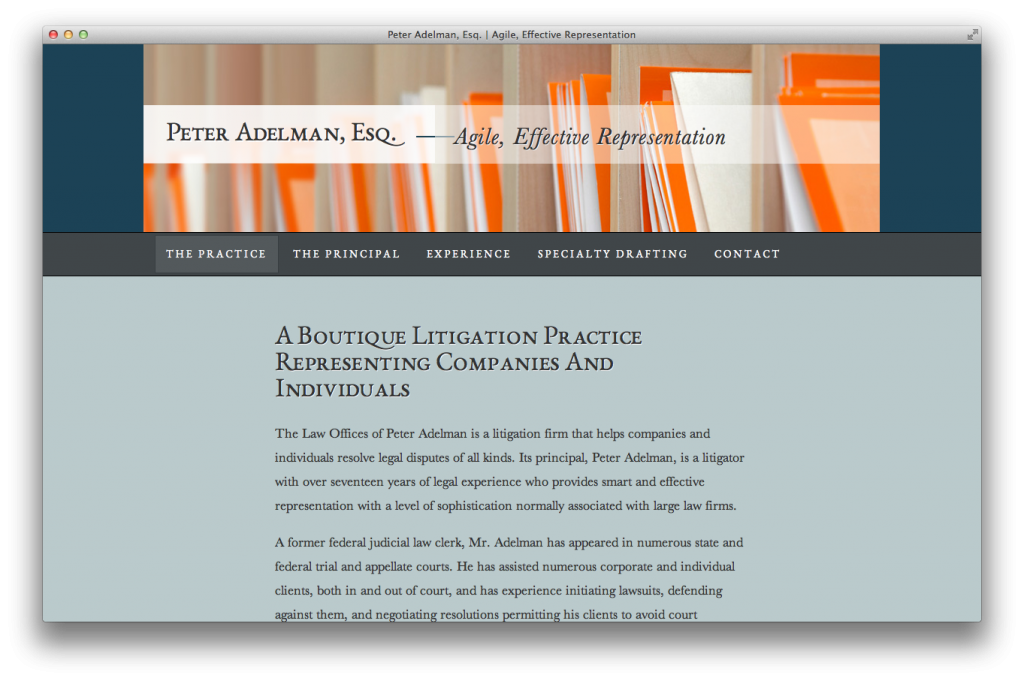 Peter Adelman, Esq. | Agile, Effective Representation
Peter Adelman, Esq. — Agile, Effective Representation
THE PRACTICE THE PRINCIPAL EXPERIENCE SPECIALTY DRAFTING CONTACT
A Boutique Litigation Practice
Representing Companies And
Individuals
The Law Offices of Peter Adelman is a litigation firm that helps companies and
individuals resolve legal disputes of all kinds. Its principal, Peter Adelman, is a litigator
with over seventeen years of legal experience who provides smart and effective
representation with a level of sophistication normally associated with large law firms.
A former federal judicial law clerk, Mr. Adelman has appeared in numerous state and
federal trial and appellate courts. He has assisted numerous corporate and individual
clients, both in and out of court, and has experience initiating lawsuits, defending
against them, and negotiating resolutions permitting his clients to avoid court